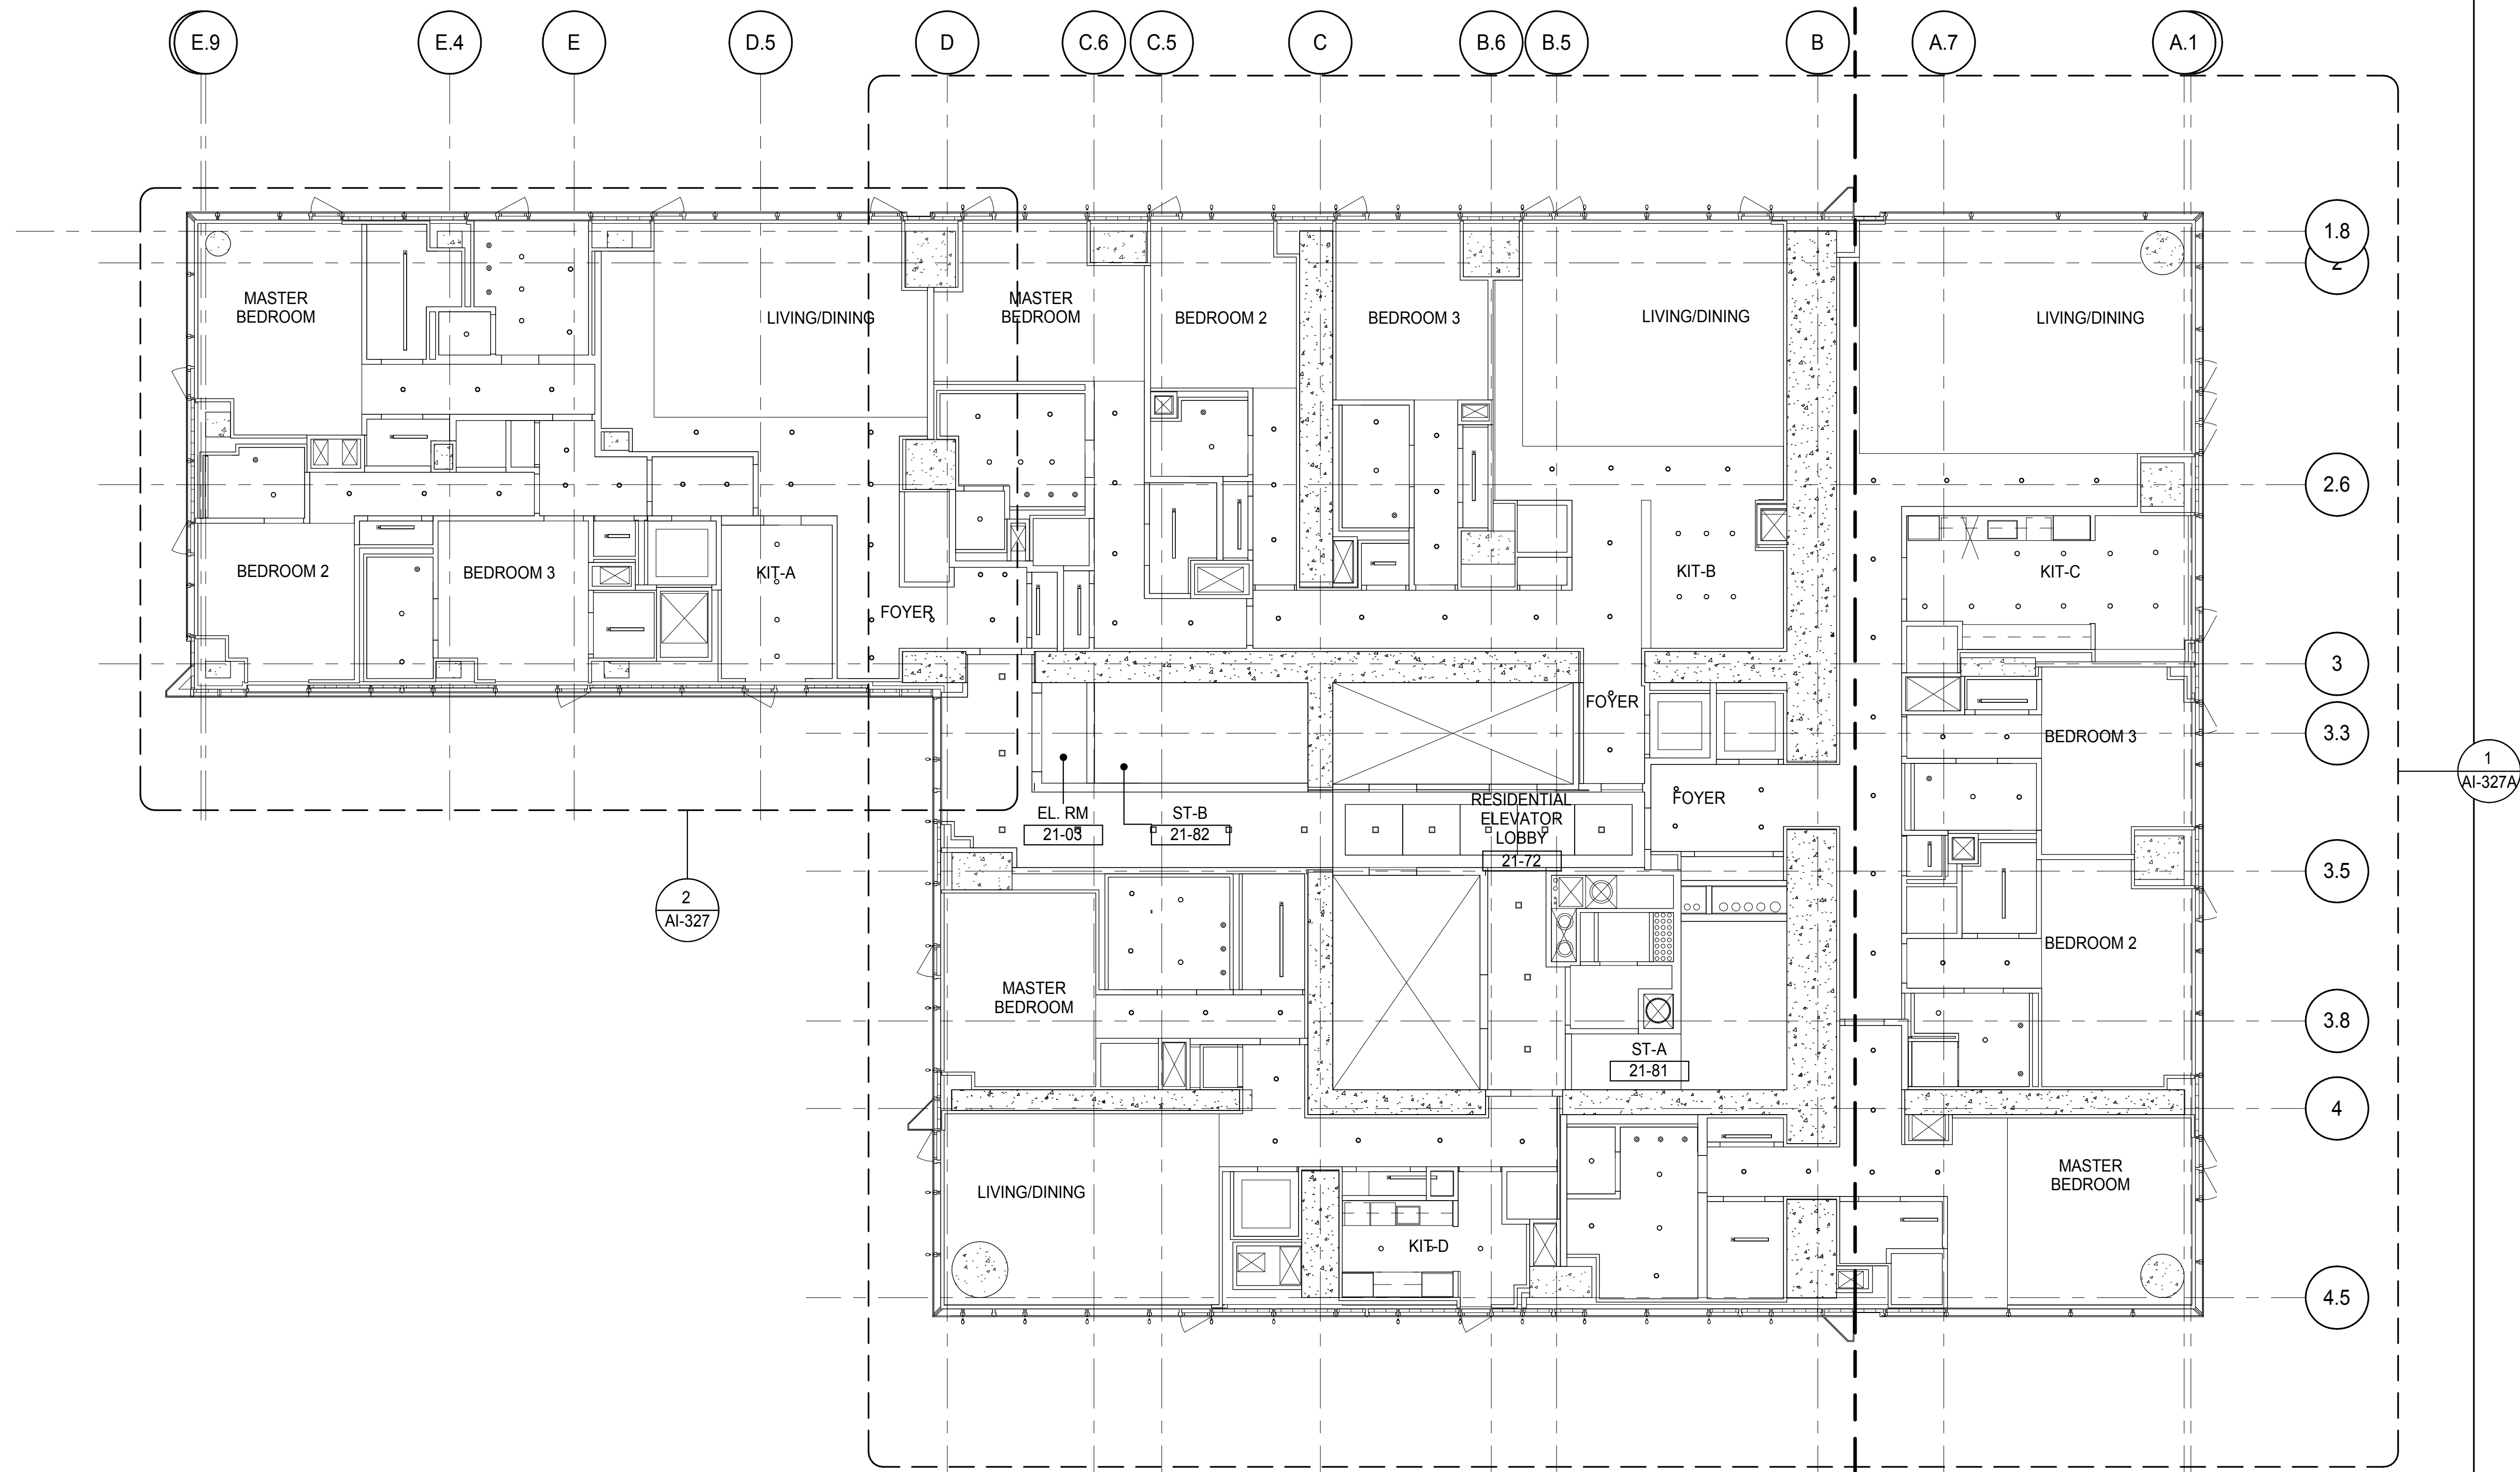 E.9
E.4
E
D.5
D
C.6
C.5
C
B.6
B.5
B
A.7
A.1
1.8
2
MASTER
BEDROOM
LIVING/DINING
MASTER
BEDROOM
BEDROOM 2
BEDROOM 3
LIVING/DINING
LIVING/DINING
2.6
BEDROOM 2
BEDROOM 3
KIT-A
FOYER
KIT-B
KIT-C
3
FOYER
3.3
BEDROOM 3
1
AI-327A
EL. RM
21-03
ST-B
21-82
RESIDENTIAL
ELEVATOR
LOBBY
21-72
FOYER
3.5
2
AI-327
BEDROOM 2
MASTER
BEDROOM
3.8
ST-A
21-81
4
LIVING/DINING
KIT-D
MASTER
BEDROOM
4.5